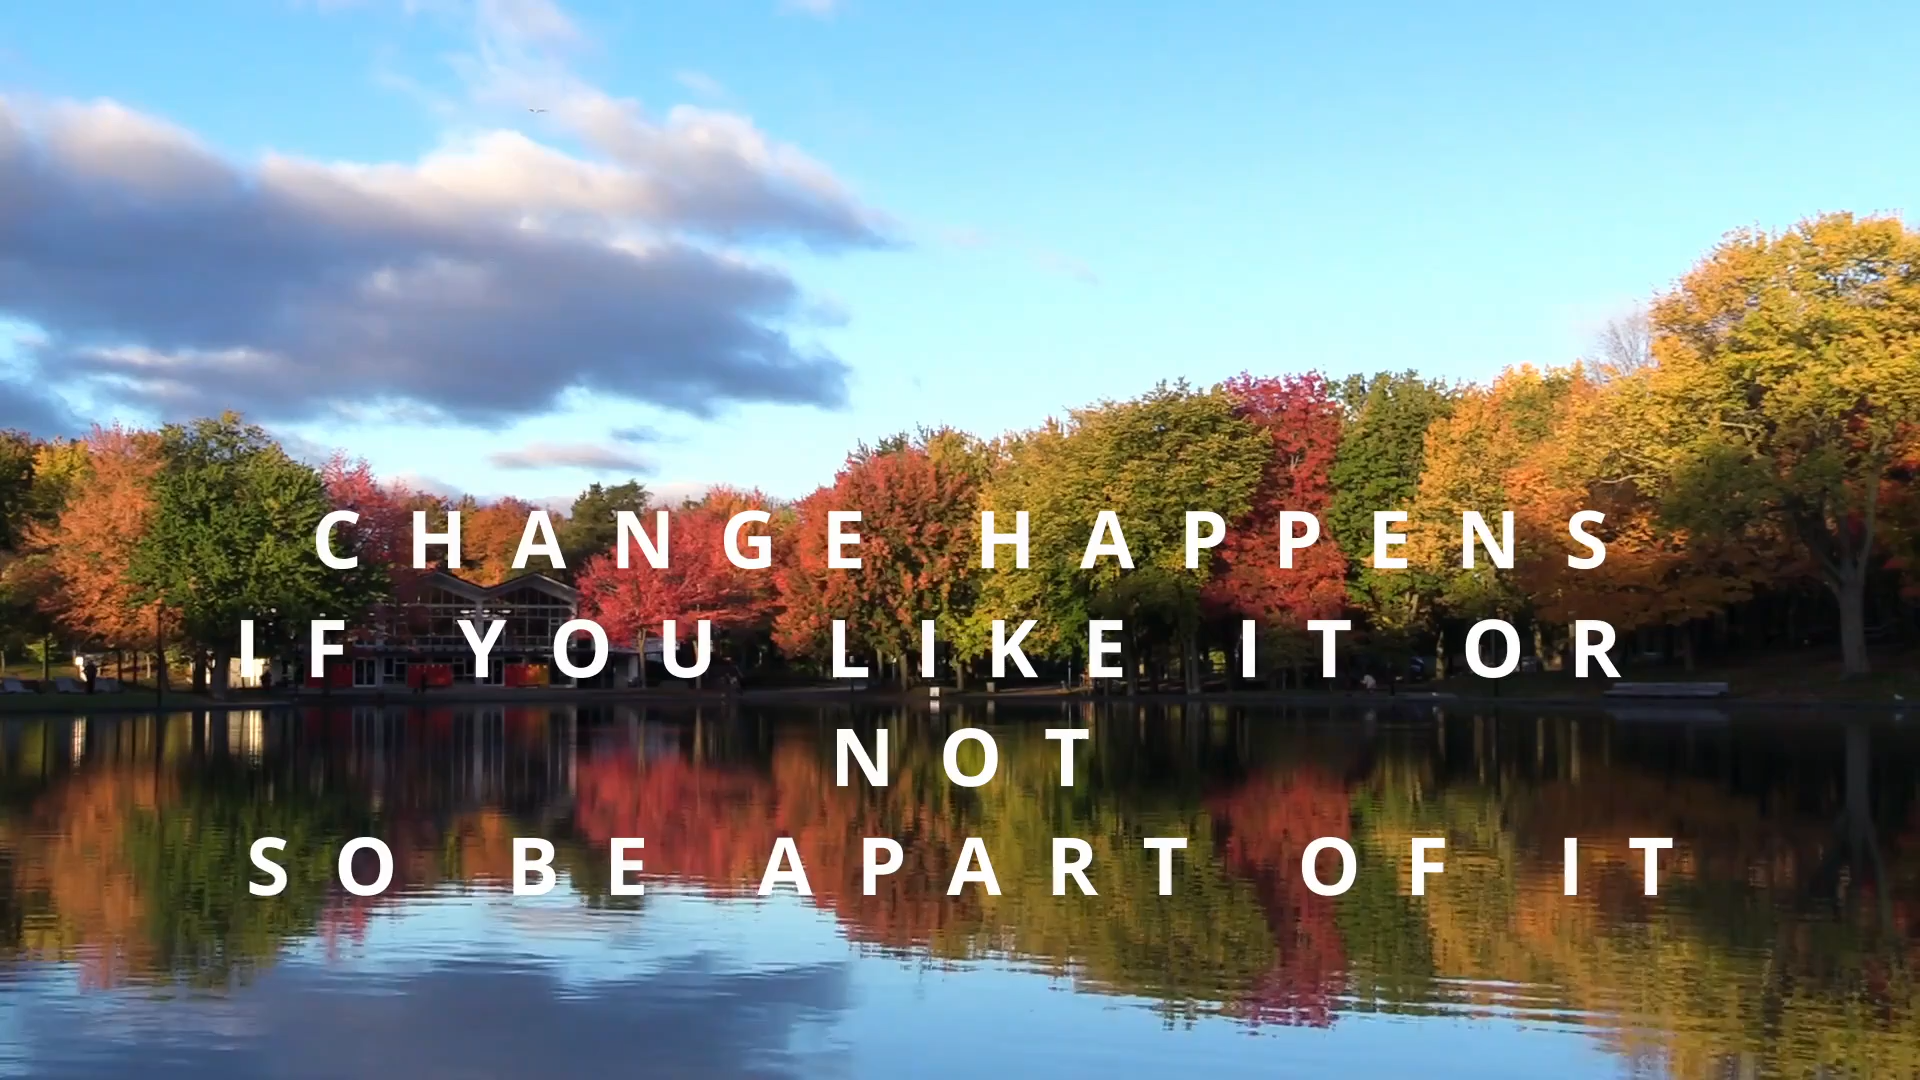 CHANGE HAPPENS
IF YOU LIKE IT OR
NOT
SO BE APART OF IT